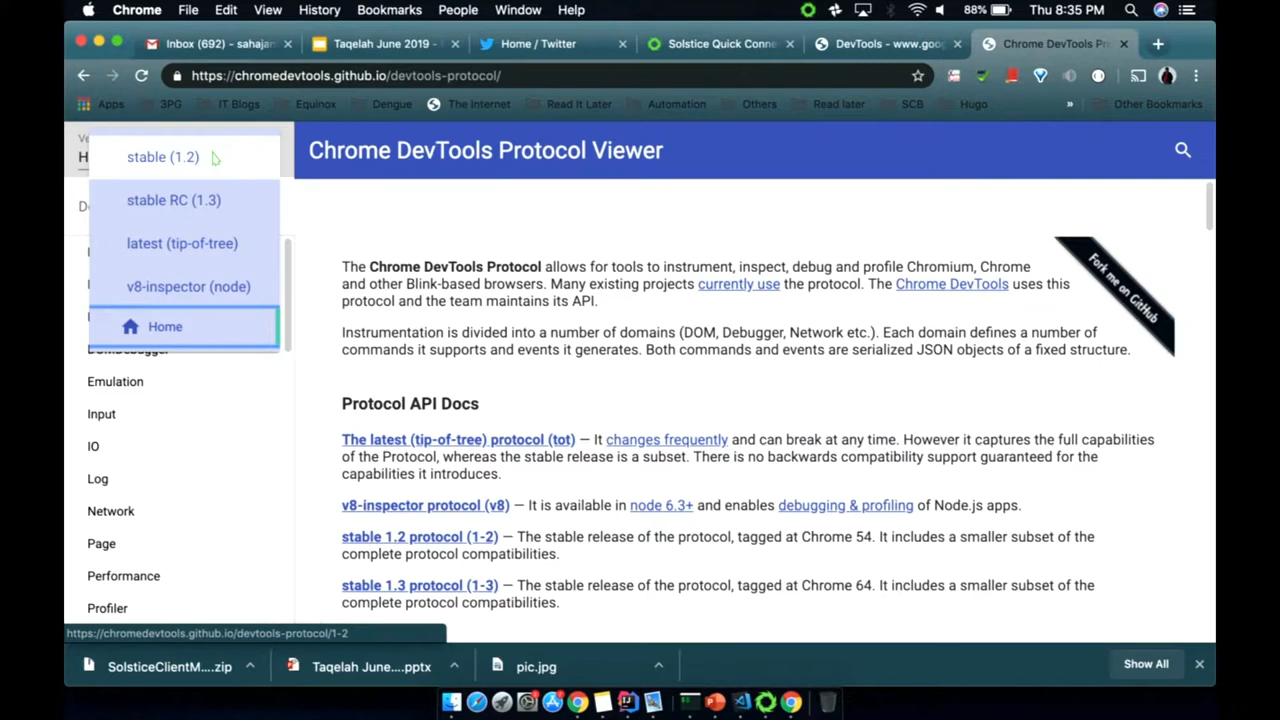 Chrome File Edit View History Bookmarks People Window Help 88% Thu 8:35 PM
Inbox (692) - sahajan Taqelah June 2019 - Home / Twitter Solstice Quick Conne DevTools - www.goo Chrome DevTools Pr
https://chromedevtools.github.io/devtools-protocol/
Apps 3PG IT Blogs Equinox Dengue The Internet Read It Later Automation Others Read later SCB Hugo » Other Bookmarks
Chrome DevTools Protocol Viewer
stable (1.2)
stable RC (1.3)
latest (tip-of-tree)
v8-inspector (node)
Home
Emulation
Input
IO
Log
Network
Page
Performance
Profiler
The Chrome DevTools Protocol allows for tools to instrument, inspect, debug and profile Chromium, Chrome
and other Blink-based browsers. Many existing projects currently use the protocol. The Chrome DevTools uses this
protocol and the team maintains its API.
Instrumentation is divided into a number of domains (DOM, Debugger, Network etc.). Each domain defines a number of
commands it supports and events it generates. Both commands and events are serialized JSON objects of a fixed structure.
Fork me on GitHub
Protocol API Docs
The latest (tip-of-tree) protocol (tot) — It changes frequently and can break at any time. However it captures the full capabilities
of the Protocol, whereas the stable release is a subset. There is no backwards compatibility support guaranteed for the
capabilities it introduces.
v8-inspector protocol (v8) — It is available in node 6.3+ and enables debugging & profiling of Node.js apps.
stable 1.2 protocol (1-2) — The stable release of the protocol, tagged at Chrome 54. It includes a smaller subset of the
complete protocol compatibilities.
stable 1.3 protocol (1-3) — The stable release of the protocol, tagged at Chrome 64. It includes a smaller subset of the
complete protocol compatibilities.
https://chromedevtools.github.io/devtools-protocol/1-2
SolsticeClientM....zip Taqelah June....pptx pic.jpg Show All